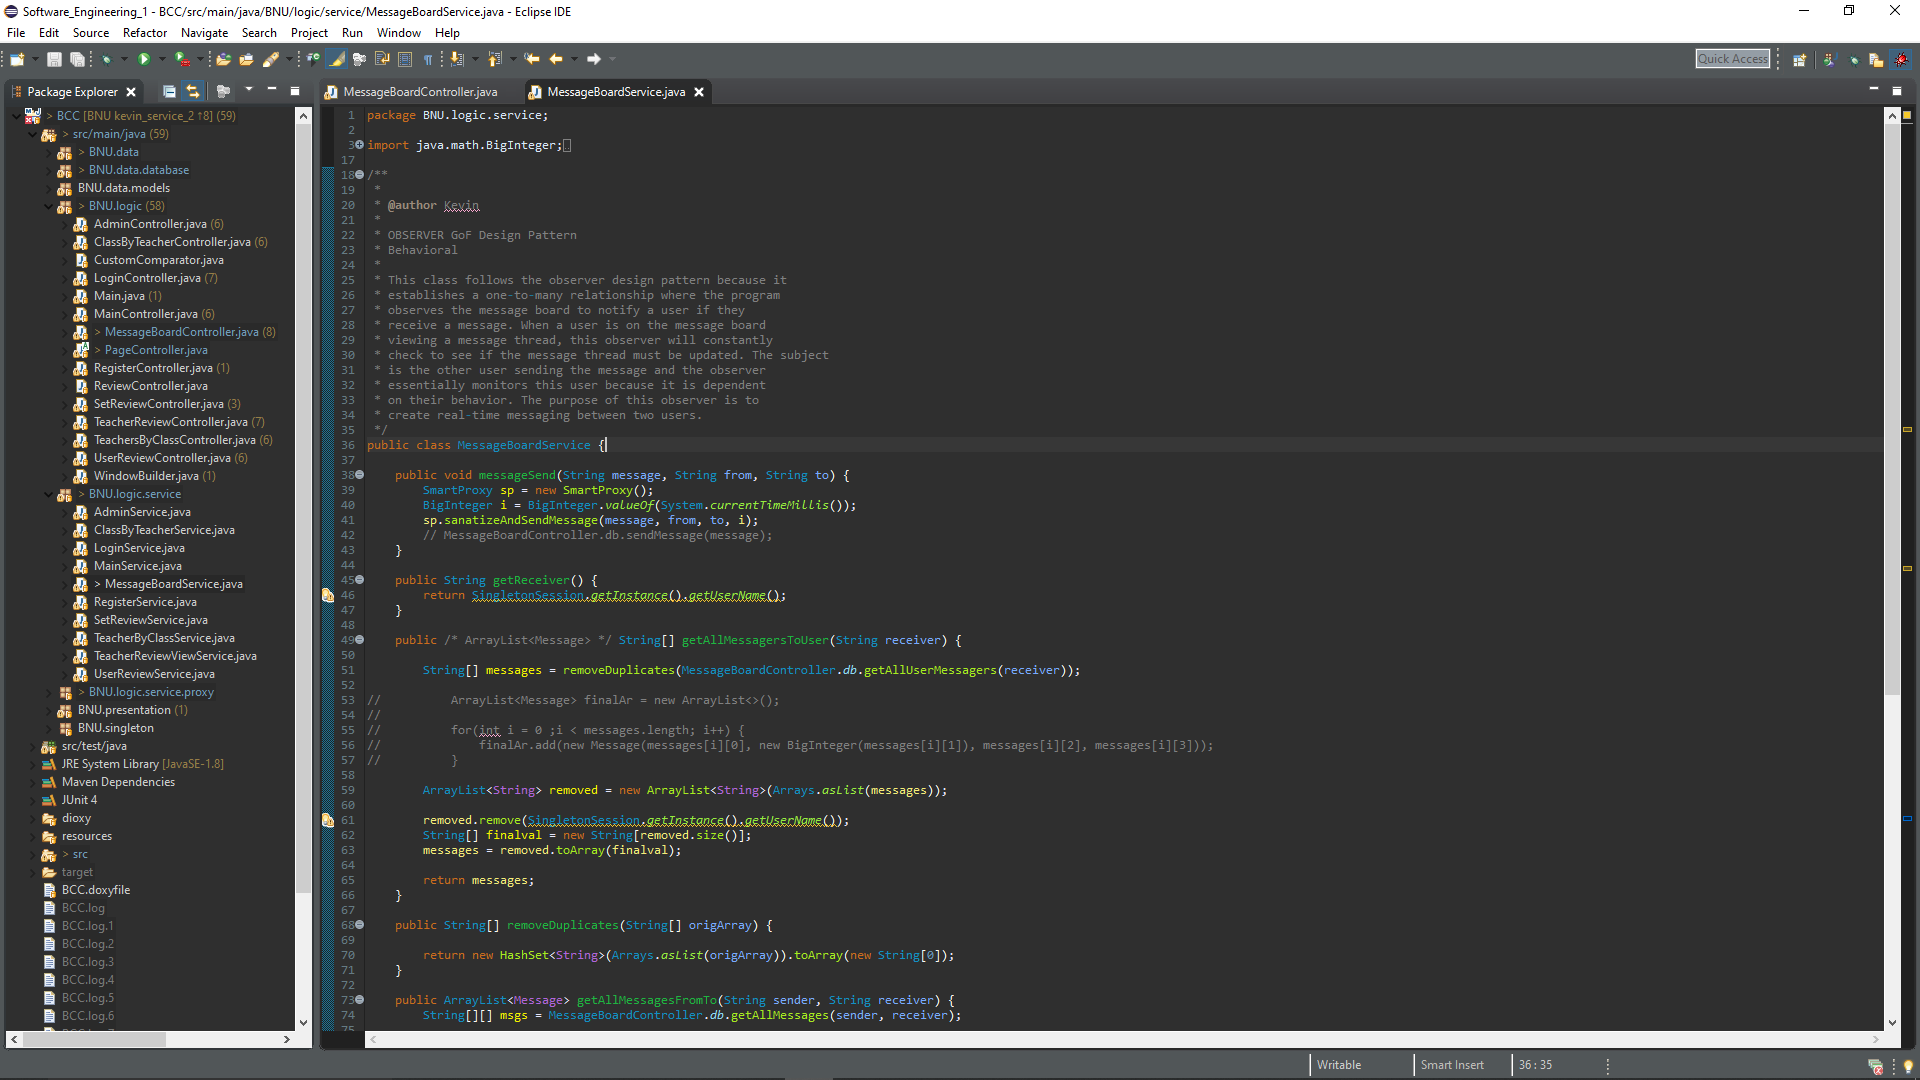 Software_Engineering_1 - BCC/src/main/java/BNU/logic/service/MessageBoardService.java - Eclipse IDE
File Edit Source Refactor Navigate Search Project Run Window Help
Quick Access
Package Explorer
> BCC [BNU kevin_service_2 ↑8] (59)
> src/main/java (59)
> BNU.data
> BNU.data.database
BNU.data.models
> BNU.logic (58)
AdminController.java (6)
ClassByTeacherController.java (6)
CustomComparator.java
LoginController.java (7)
Main.java (1)
MainController.java (6)
> MessageBoardController.java (8)
> PageController.java
RegisterController.java (1)
ReviewController.java
SetReviewController.java (3)
TeacherReviewController.java (7)
TeachersByClassController.java (6)
UserReviewController.java (6)
WindowBuilder.java (1)
> BNU.logic.service
AdminService.java
ClassByTeacherService.java
LoginService.java
MainService.java
> MessageBoardService.java
RegisterService.java
SetReviewService.java
TeacherByClassService.java
TeacherReviewViewService.java
UserReviewService.java
> BNU.logic.service.proxy
BNU.presentation (1)
BNU.singleton
src/test/java
JRE System Library [JavaSE-1.8]
Maven Dependencies
JUnit 4
dioxy
resources
> src
target
BCC.doxyfile
BCC.log
BCC.log.1
BCC.log.2
BCC.log.3
BCC.log.4
BCC.log.5
BCC.log.6
MessageBoardController.java MessageBoardService.java
1 package BNU.logic.service;
2
3 import java.math.BigInteger;
17
18 /**
19 *
20 * @author Kevin
21 *
22 * OBSERVER GoF Design Pattern
23 * Behavioral
24 *
25 * This class follows the observer design pattern because it
26 * establishes a one-to-many relationship where the program
27 * observes the message board to notify a user if they
28 * receive a message. When a user is on the message board
29 * viewing a message thread, this observer will constantly
30 * check to see if the message thread must be updated. The subject
31 * is the other user sending the message and the observer
32 * essentially monitors this user because it is dependent
33 * on their behavior. The purpose of this observer is to
34 * create real-time messaging between two users.
35 */
36 public class MessageBoardService {
37
38 public void messageSend(String message, String from, String to) {
39 SmartProxy sp = new SmartProxy();
40 BigInteger i = BigInteger.valueOf(System.currentTimeMillis());
41 sp.sanatizeAndSendMessage(message, from, to, i);
42 // MessageBoardController.db.sendMessage(message);
43 }
44
45 public String getReceiver() {
46 return SingletonSession.getInstance().getUserName();
47 }
48
49 public /* ArrayList<Message> */ String[] getAllMessagersToUser(String receiver) {
50
51 String[] messages = removeDuplicates(MessageBoardController.db.getAllUserMessagers(receiver));
52
53 // ArrayList<Message> finalAr = new ArrayList<>();
54 //
55 // for(int i = 0 ;i < messages.length; i++) {
56 // finalAr.add(new Message(messages[i][0], new BigInteger(messages[i][1]), messages[i][2], messages[i][3]));
57 // }
58
59 ArrayList<String> removed = new ArrayList<String>(Arrays.asList(messages));
60
61 removed.remove(SingletonSession.getInstance().getUserName());
62 String[] finalval = new String[removed.size()];
63 messages = removed.toArray(finalval);
64
65 return messages;
66 }
67
68 public String[] removeDuplicates(String[] origArray) {
69
70 return new HashSet<String>(Arrays.asList(origArray)).toArray(new String[0]);
71 }
72
73 public ArrayList<Message> getAllMessagesFromTo(String sender, String receiver) {
74 String[][] msgs = MessageBoardController.db.getAllMessages(sender, receiver);
75
Writable Smart Insert 36 : 35